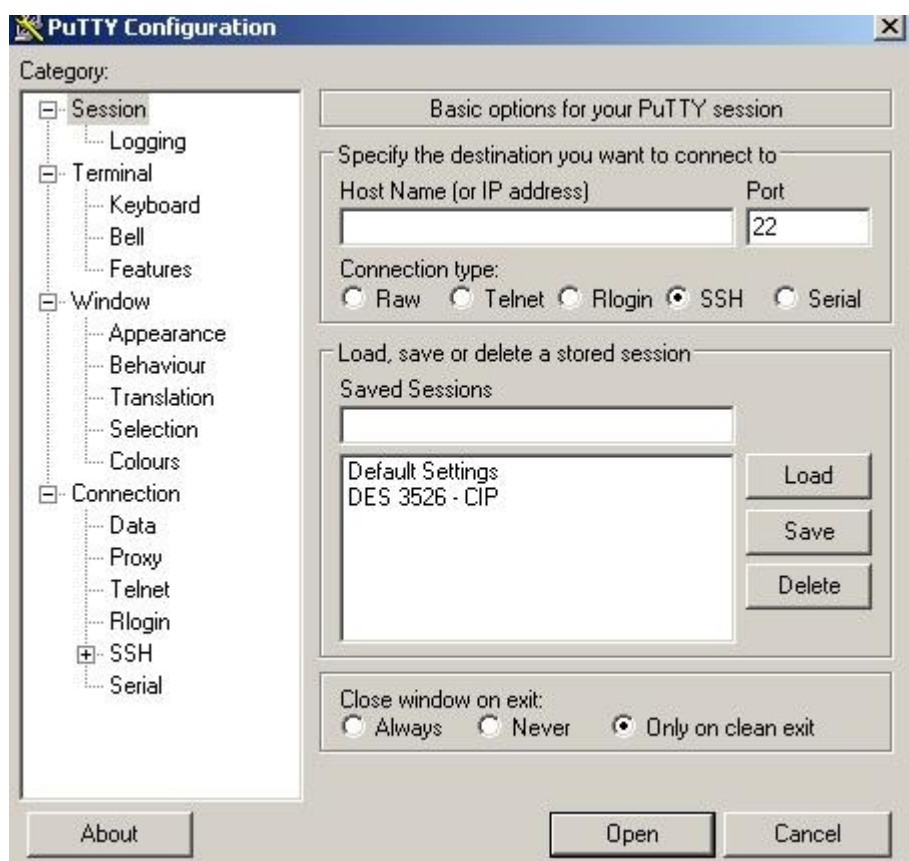 PuTTY Configuration
Category:
Session
Logging
Terminal
Keyboard
Bell
Features
Window
Appearance
Behaviour
Translation
Selection
Colours
Connection
Data
Proxy
Telnet
Rlogin
SSH
Serial
Basic options for your PuTTY session
Specify the destination you want to connect to
Host Name (or IP address) Port
22
Connection type:
Raw Telnet Rlogin SSH Serial
Load, save or delete a stored session
Saved Sessions
Default Settings
DES 3526 - CIP
Load
Save
Delete
Close window on exit:
Always Never Only on clean exit
About Open Cancel